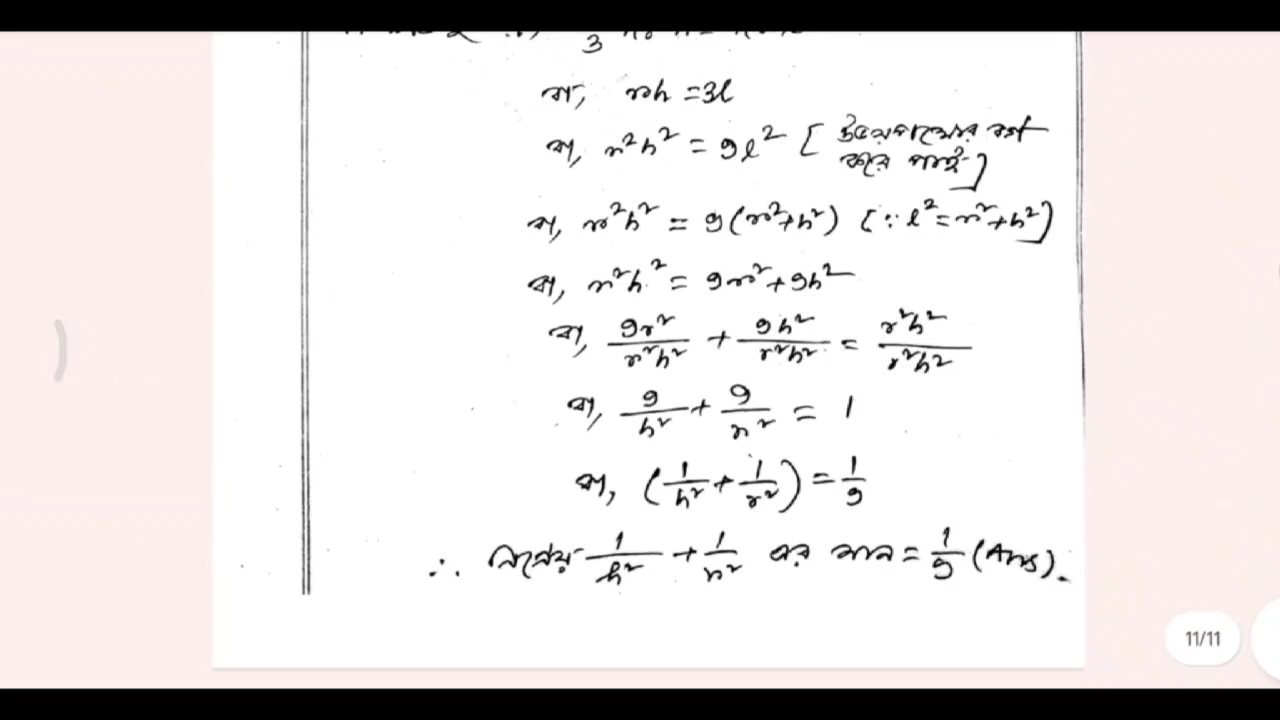 বা, rh = 3l
বা, r²h² = 9l² [উভয়পক্ষের বর্গ
করে পাই]
বা, r²h² = 9(r²+h²) [∵ l² = r²+h²]
বা, r²h² = 9r² + 9h²
বা, 9r²/r²h² + 9h²/r²h² = r²h²/r²h²
বা, 9/h² + 9/r² = 1
বা, (1/h² + 1/r²) = 1/9
∴ নির্ণেয় 1/h² + 1/r² এর মান = 1/9 (Ans).
11/11